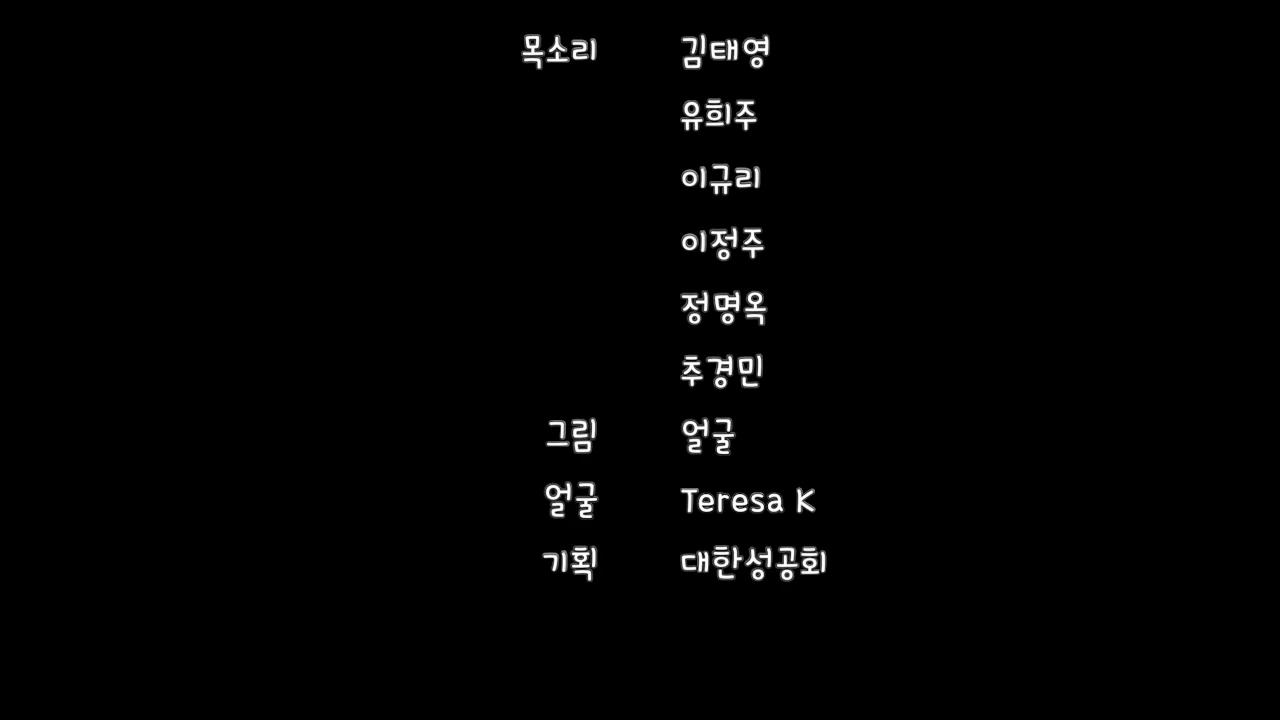 목소리 김태영
유희주
이규리
이정주
정명옥
추경민
그림 얼굴
얼굴 Teresa K
기획 대한성공회